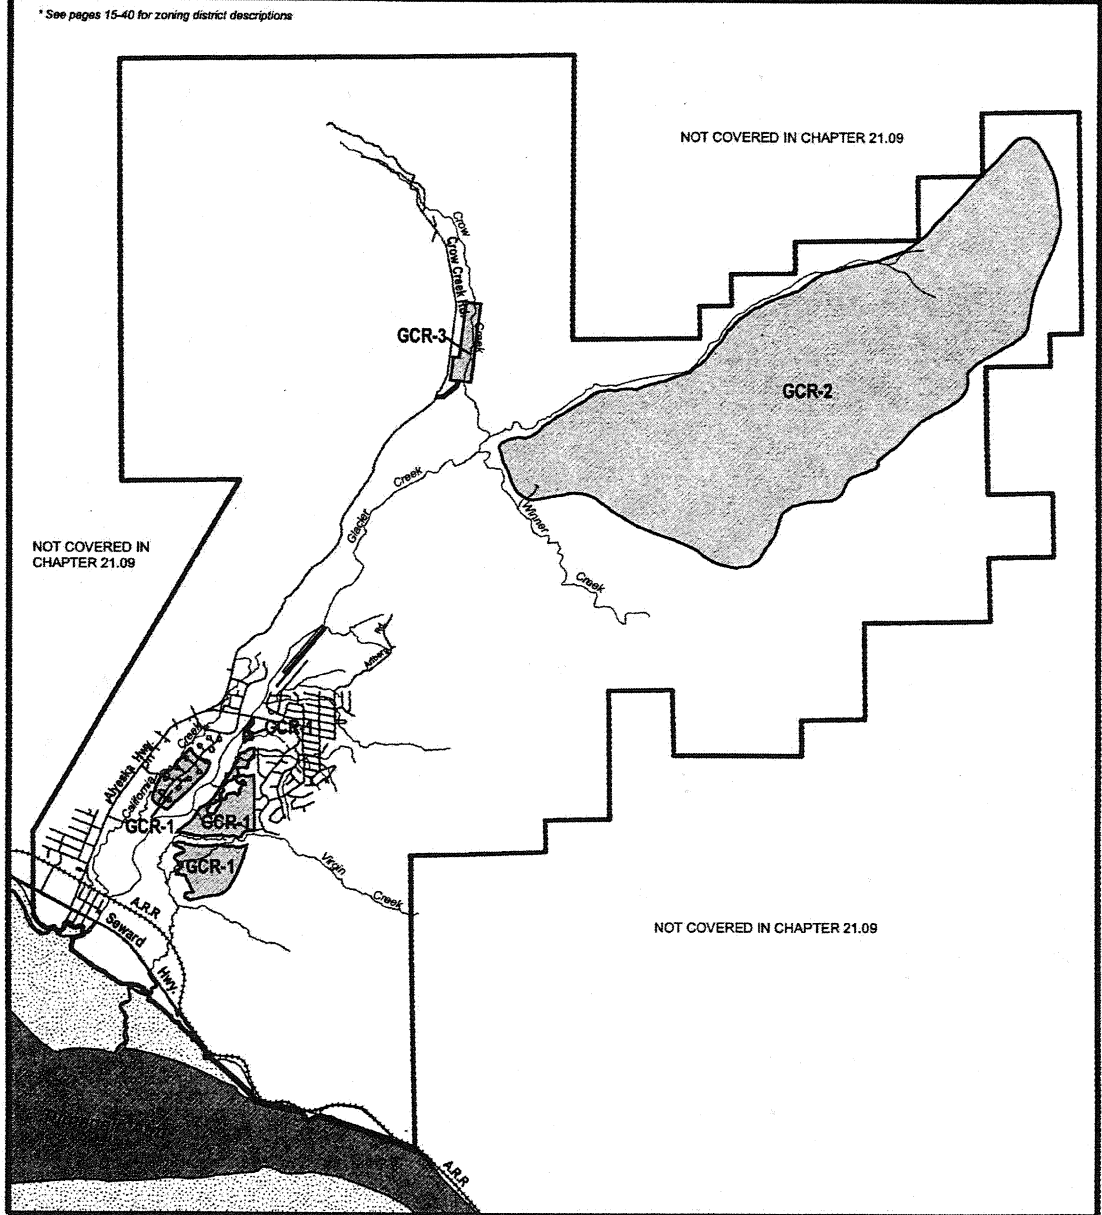 * See pages 15-40 for zoning district descriptions
NOT COVERED IN CHAPTER 21.09
Crow
Crow Creek Rd.
Creek
GCR-3
GCR-2
Creek
Glacier
Winner
Creek
NOT COVERED IN
CHAPTER 21.09
Arlberg
Rd
GCR-1
Creek
Alyeska Hwy.
California
GCR-1
GCR-1
GCR-1
Virgin
Creek
A.R.R
Seward
Hwy.
NOT COVERED IN CHAPTER 21.09
A.R.R